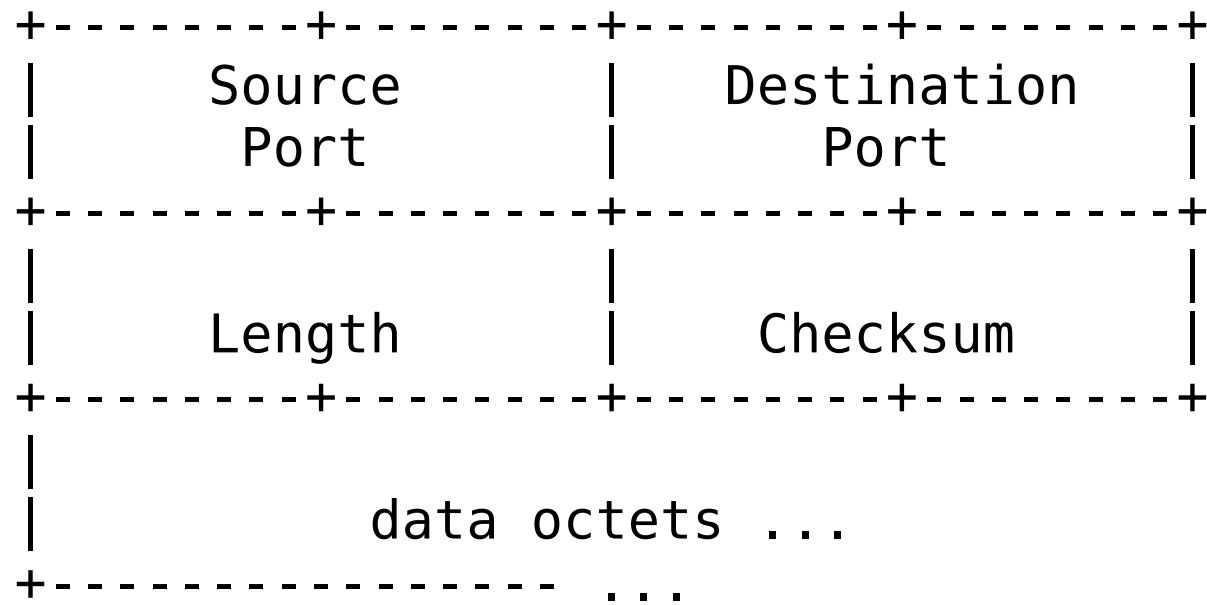 +--------+--------+--------+--------+
|     Source      |   Destination   |
|      Port       |      Port       |
+--------+--------+--------+--------+
|                 |                 |
|     Length      |    Checksum     |
+--------+--------+--------+--------+
|
|          data octets ...
+---------------- ...